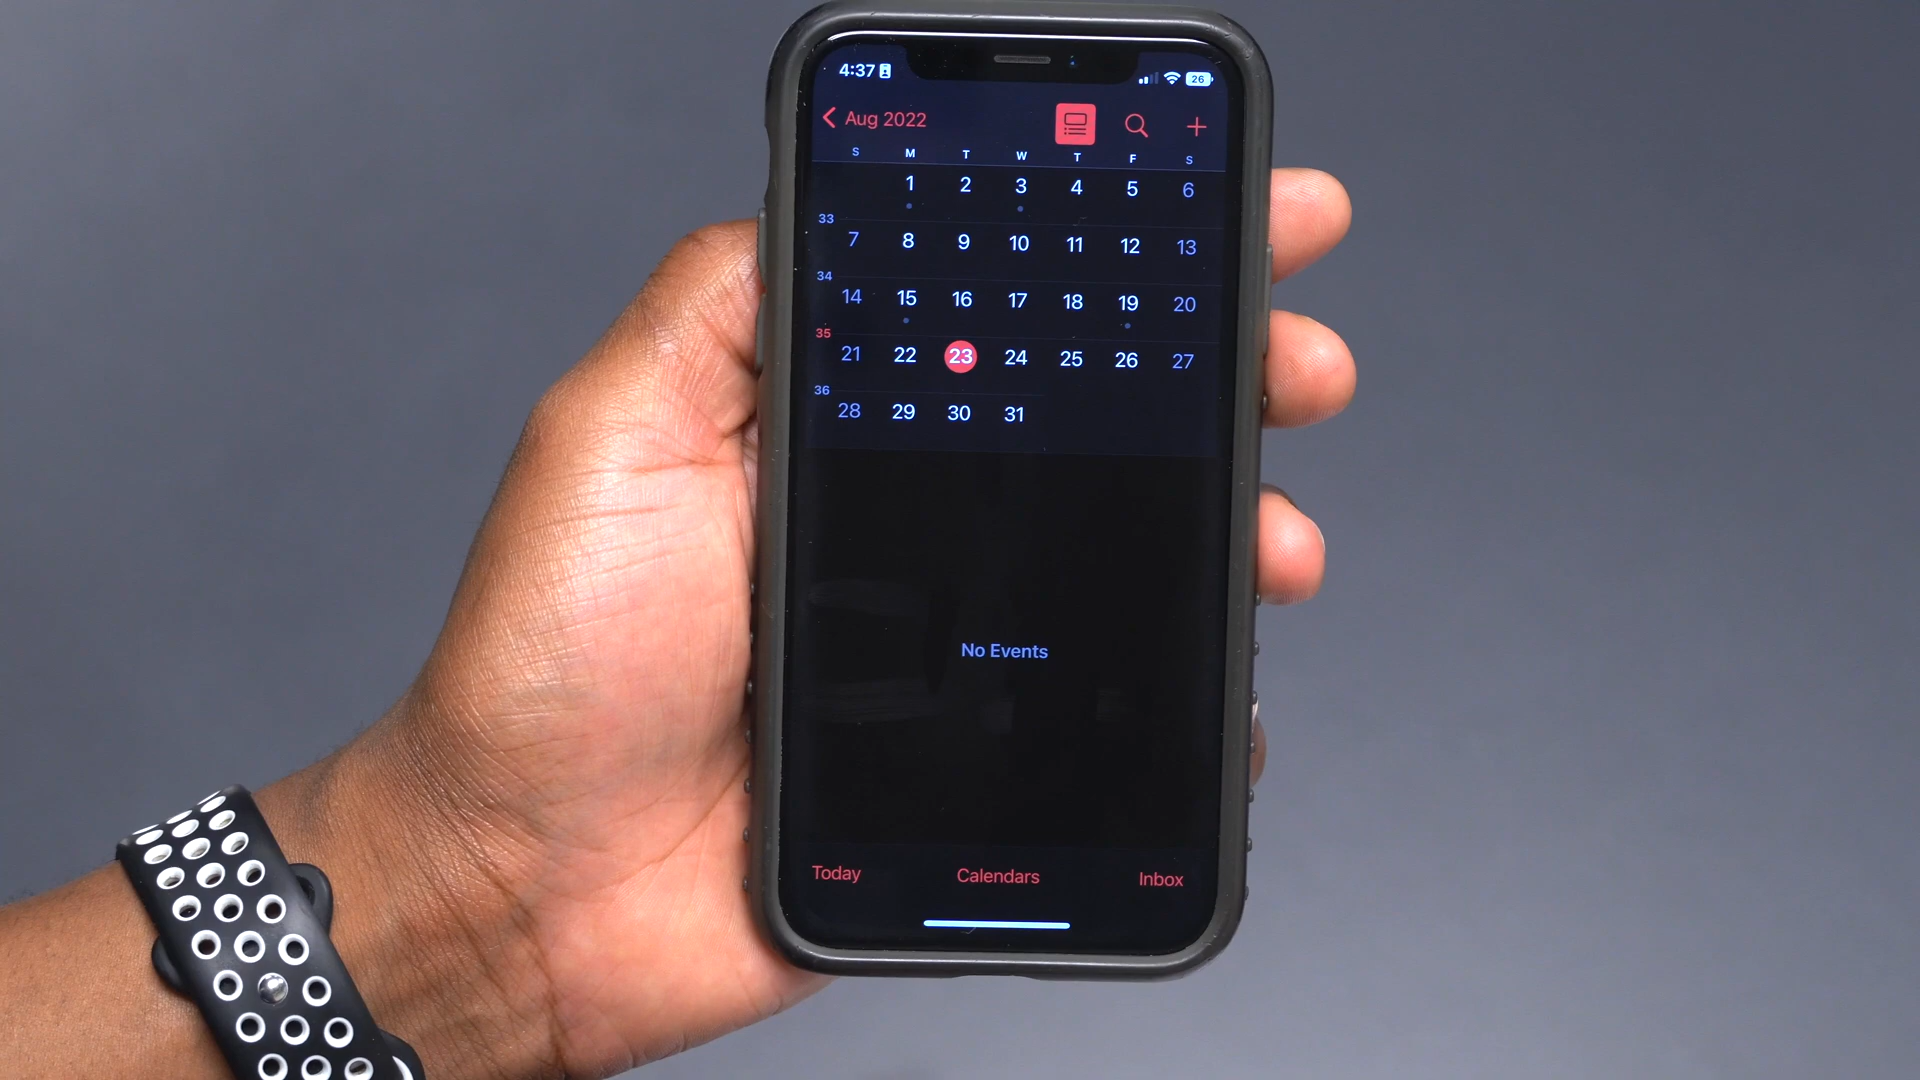 4:37
26
Aug 2022
S M T W T F S
1 2 3 4 5 6
33
7 8 9 10 11 12 13
34
14 15 16 17 18 19 20
35
21 22 23 24 25 26 27
36
28 29 30 31
No Events
Today Calendars Inbox